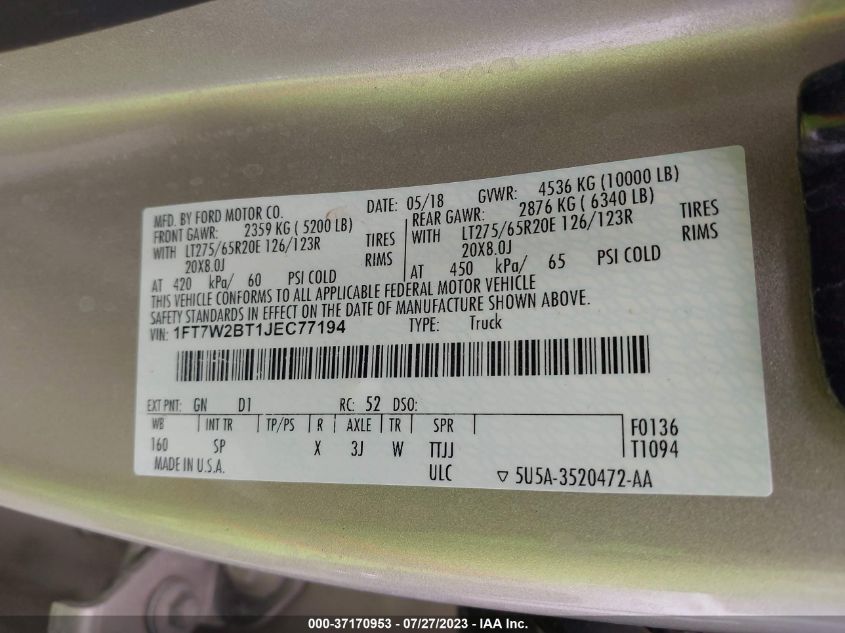 MFD. BY FORD MOTOR CO. DATE: 05/18 GVWR: 4536 KG (10000 LB)
FRONT GAWR: 2359 KG ( 5200 LB) REAR GAWR: 2876 KG ( 6340 LB)
WITH LT275/65R20E 126/123R TIRES WITH LT275/65R20E 126/123R TIRES
20X8.0J RIMS 20X8.0J RIMS
AT 420 kPa/ 60 PSI COLD AT 450 kPa/ 65 PSI COLD
THIS VEHICLE CONFORMS TO ALL APPLICABLE FEDERAL MOTOR VEHICLE
SAFETY STANDARDS IN EFFECT ON THE DATE OF MANUFACTURE SHOWN ABOVE.
VIN: 1FT7W2BT1JEC77194 TYPE: Truck
EXT PNT: GN D1 RC: 52 DSO:
WB INT TR TP/PS R AXLE TR SPR F0136
160 SP X 3J W TTJJ T1094
MADE IN U.S.A. ULC ▽ 5U5A-3520472-AA
000-37170953 // 07/27/2023 - IAA Inc.